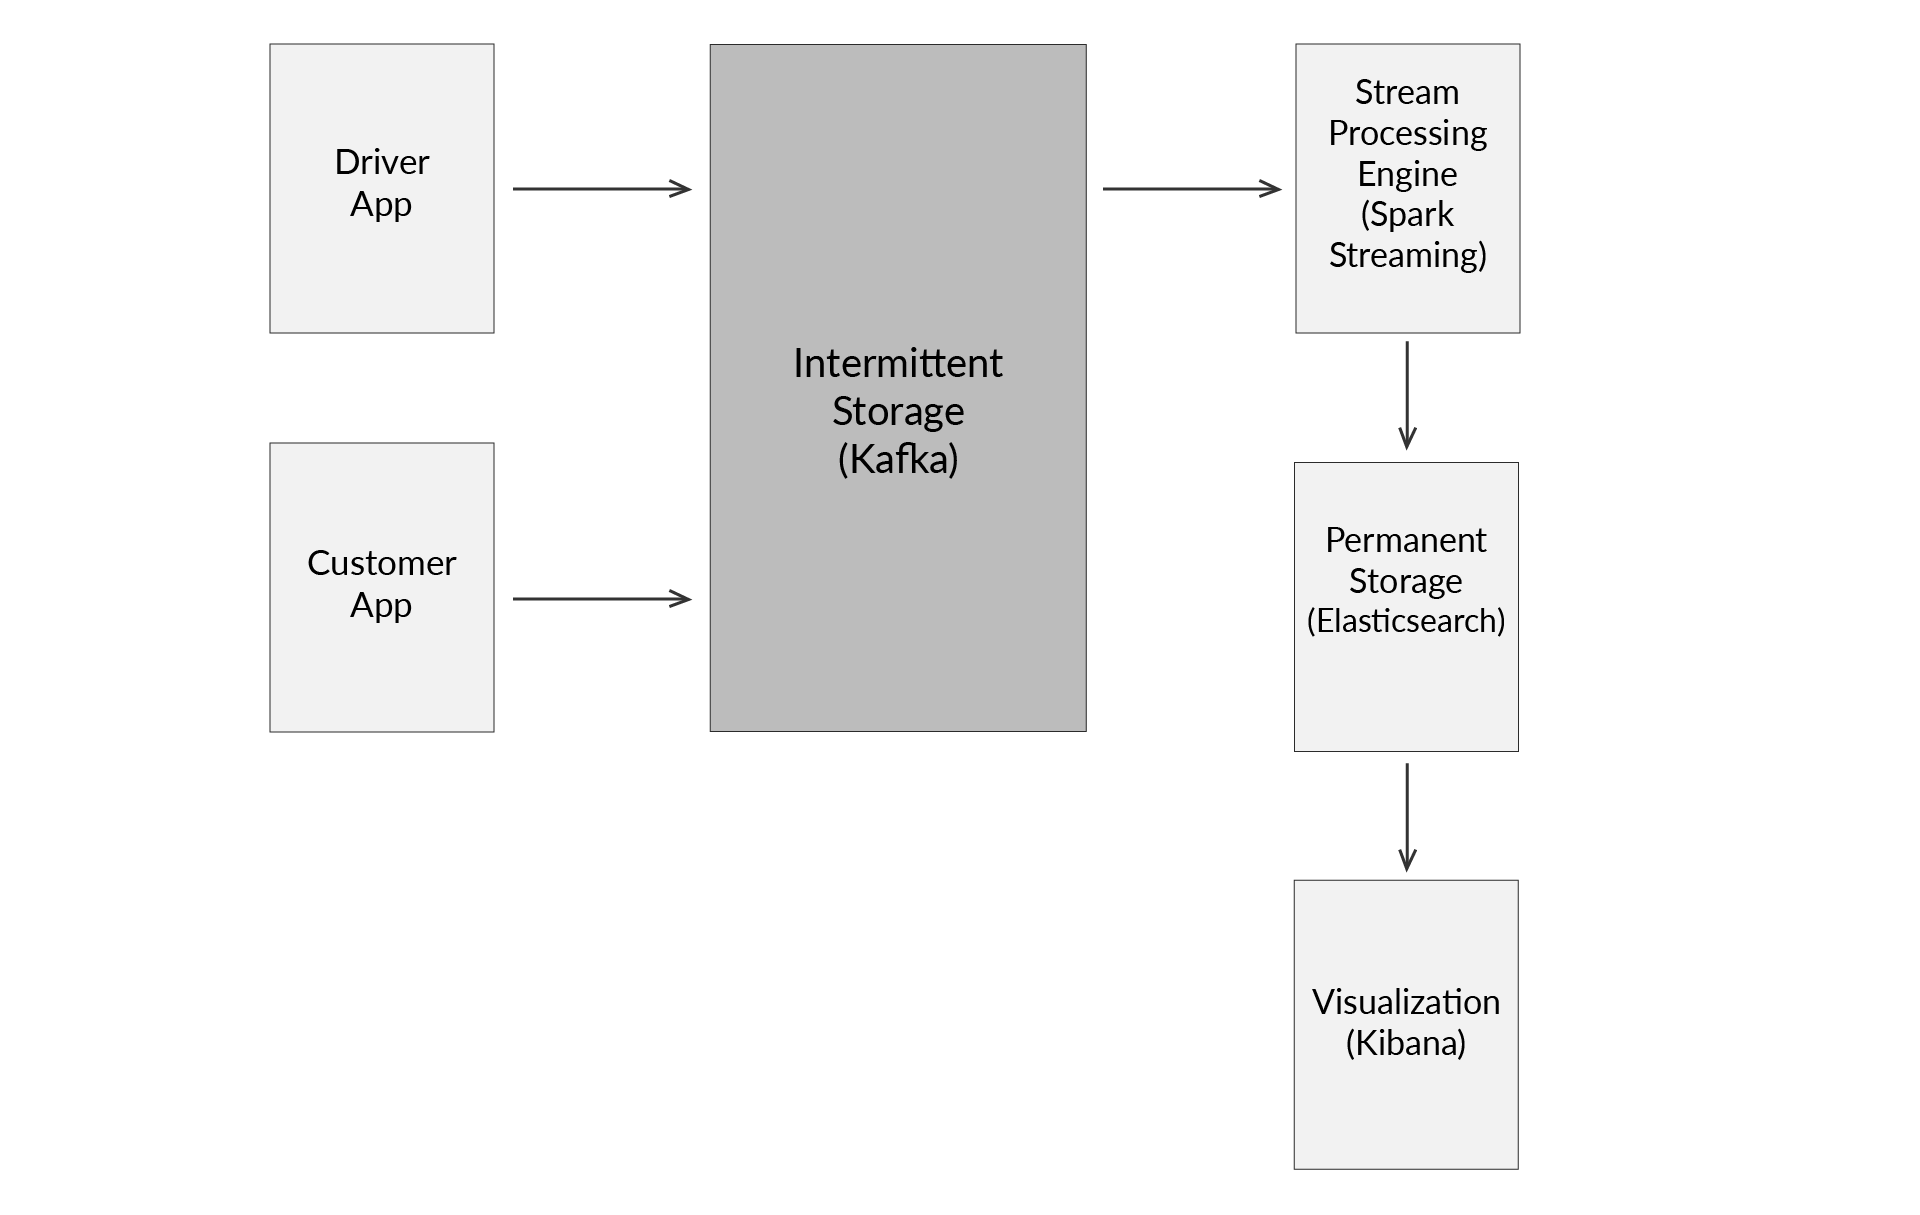 Driver
App
Customer
App
Intermittent
Storage
(Kafka)
Stream
Processing
Engine
(Spark
Streaming)
Permanent
Storage
(Elasticsearch)
Visualization
(Kibana)